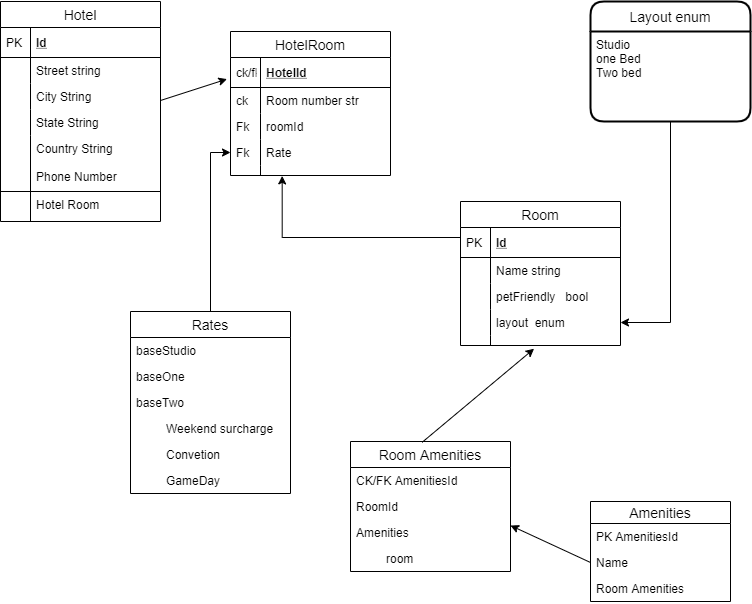 Hotel
PK Id
Street string
City String
State String
Country String
Phone Number
Hotel Room
HotelRoom
ck/fl HotelId
ck Room number str
Fk roomId
Fk Rate
Layout enum
Studio
one Bed
Two bed
Room
PK Id
Name string
petFriendly bool
layout enum
Rates
baseStudio
baseOne
baseTwo
Weekend surcharge
Convetion
GameDay
Room Amenities
CK/FK AmenitiesId
RoomId
Amenities
room
Amenities
PK AmenitiesId
Name
Room Amenities